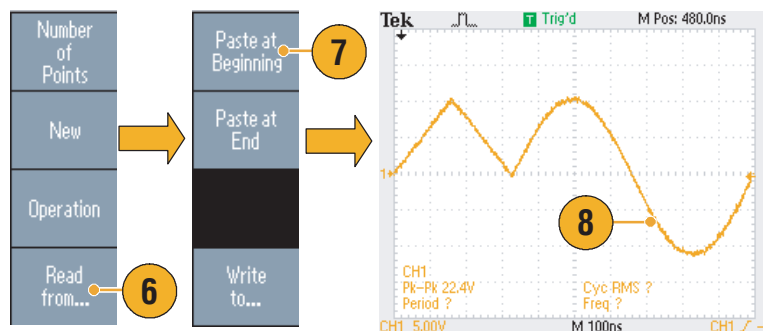 Number
of
Points
New
Operation
Read
from...
6
Paste at
Beginning
7
Paste at
End
Write
to...
Tek
T Trig'd
M Pos: 480.0ns
1
8
CH1
Pk-Pk 22.4V
Period ?
Cyc RMS ?
Freq ?
CH1 5.00V
M 100ns
CH1